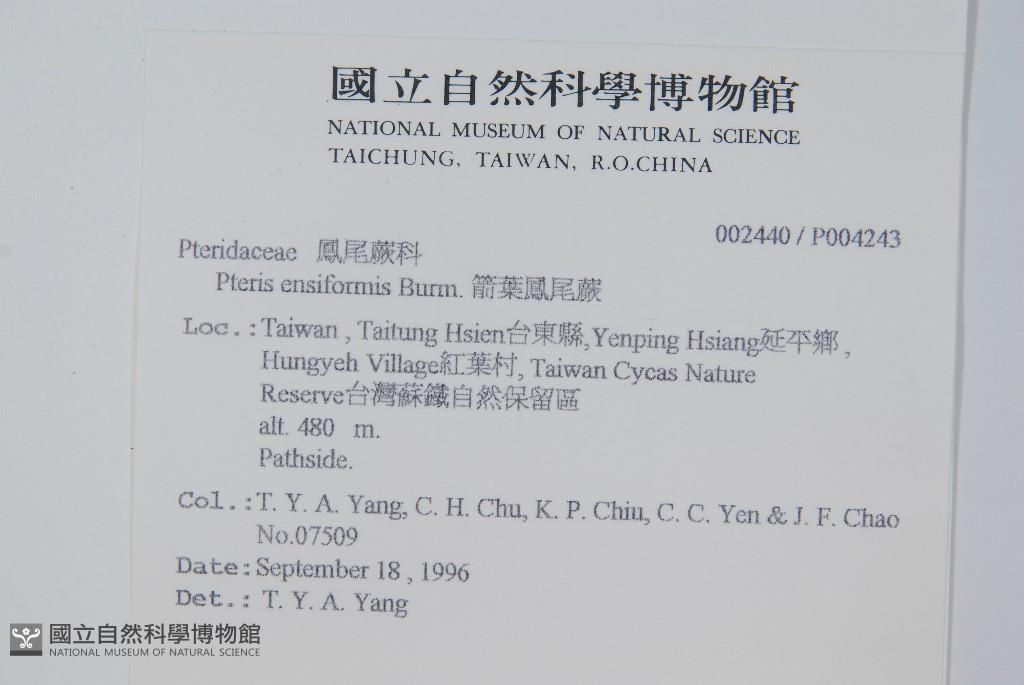 國立自然科學博物館
NATIONAL MUSEUM OF NATURAL SCIENCE
TAICHUNG, TAIWAN, R.O.CHINA
002440 / P004243
Pteridaceae 鳳尾蕨科
Pteris ensiformis Burm. 箭葉鳳尾蕨
Loc.:Taiwan , Taitung Hsien台東縣,Yenping Hsiang延平鄉 ,
Hungyeh Village紅葉村, Taiwan Cycas Nature
Reserve台灣蘇鐵自然保留區
alt. 480 m.
Pathside.
Col.:T. Y. A. Yang, C. H. Chu, K. P. Chiu, C. C. Yen & J. F. Chao
No.07509
Date:September 18 , 1996
Det.: T. Y. A. Yang
國立自然科學博物館
NATIONAL MUSEUM OF NATURAL SCIENCE